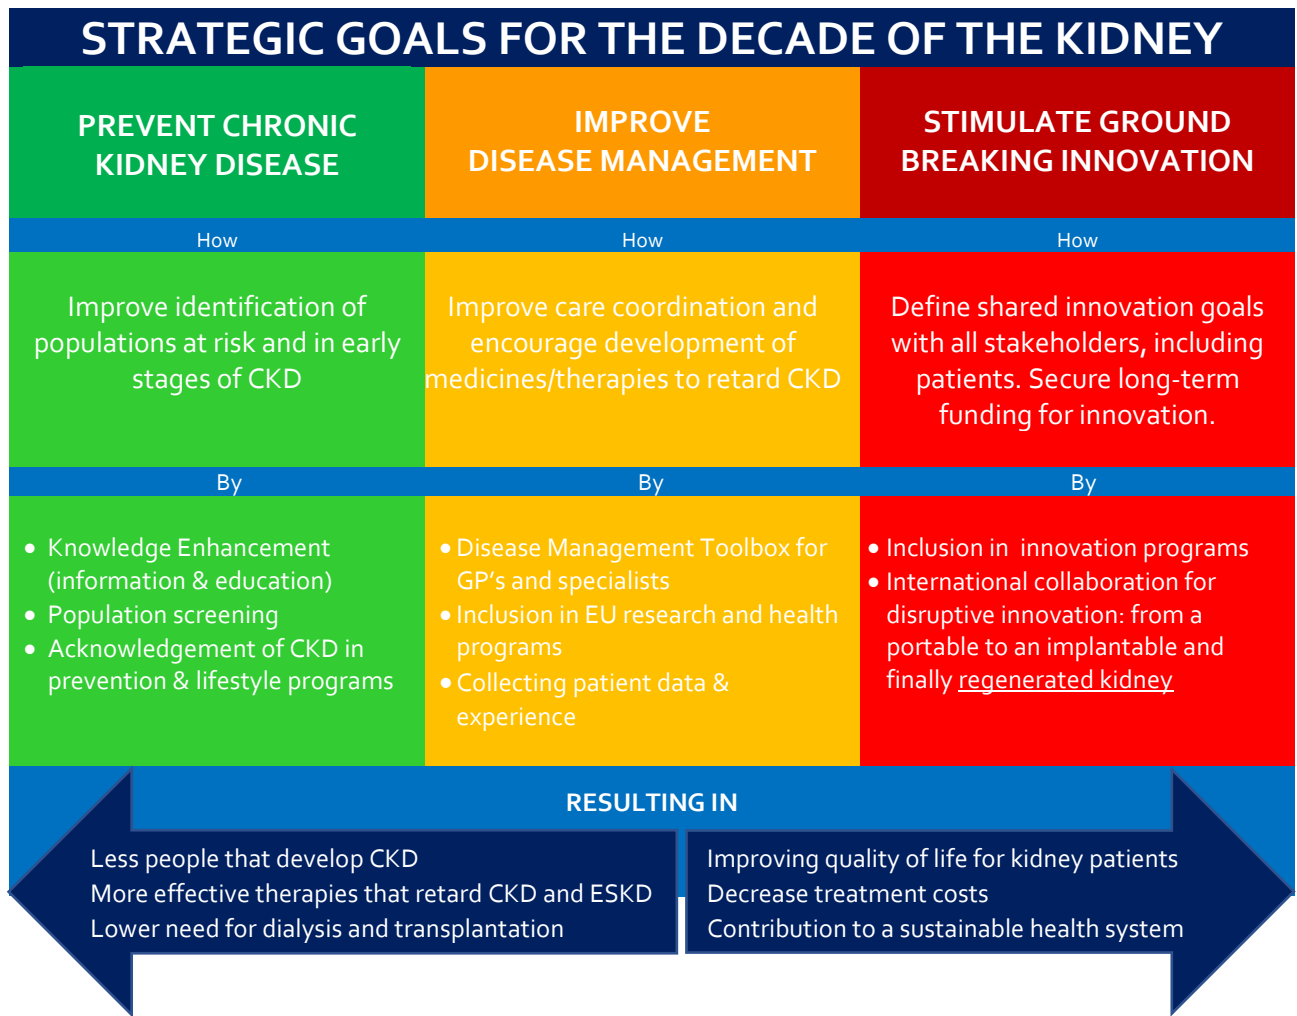 STRATEGIC GOALS FOR THE DECADE OF THE KIDNEY
PREVENT CHRONIC
KIDNEY DISEASE
IMPROVE
DISEASE MANAGEMENT
STIMULATE GROUND
BREAKING INNOVATION
How
How
How
Improve identification of
populations at risk and in early
stages of CKD
Improve care coordination and
encourage development of
medicines/therapies to retard CKD
Define shared innovation goals
with all stakeholders, including
patients. Secure long-term
funding for innovation.
By
By
By
• Knowledge Enhancement
(information & education)
• Population screening
• Acknowledgement of CKD in
prevention & lifestyle programs
• Disease Management Toolbox for
GP's and specialists
• Inclusion in EU research and health
programs
• Collecting patient data &
experience
• Inclusion in innovation programs
• International collaboration for
disruptive innovation: from a
portable to an implantable and
finally regenerated kidney
RESULTING IN
Less people that develop CKD
More effective therapies that retard CKD and ESKD
Lower need for dialysis and transplantation
Improving quality of life for kidney patients
Decrease treatment costs
Contribution to a sustainable health system